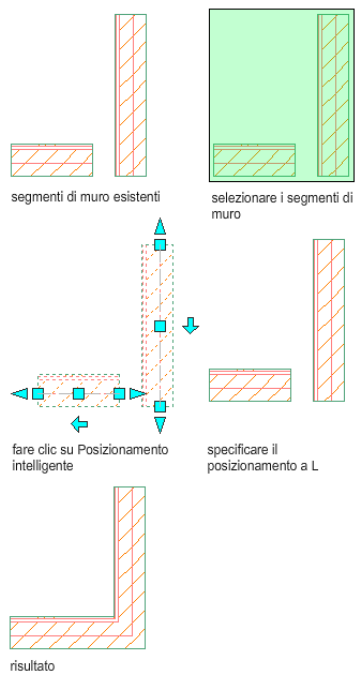 segmenti di muro esistenti
selezionare i segmenti di
muro
fare clic su Posizionamento
intelligente
specificare il
posizionamento a L
risultato